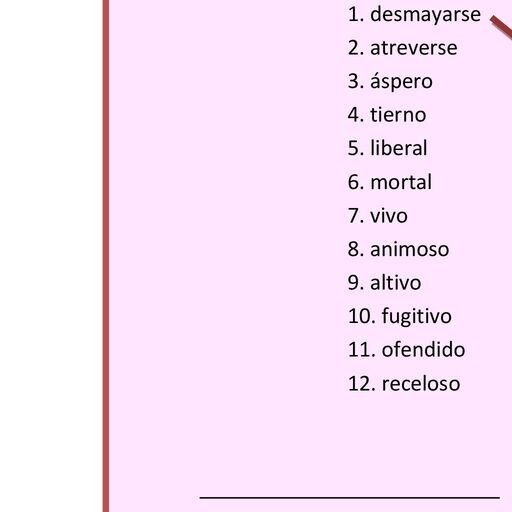 1. desmayarse
2. atreverse
3. áspero
4. tierno
5. liberal
6. mortal
7. vivo
8. animoso
9. altivo
10. fugitivo
11. ofendido
12. receloso